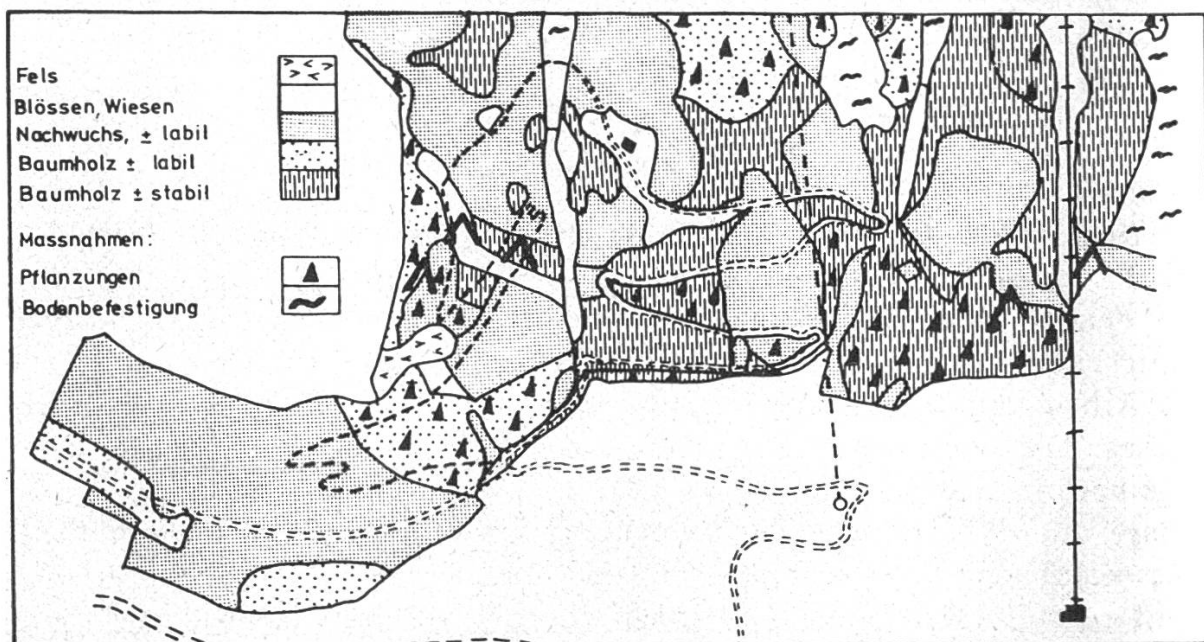 Fels
Blössen, Wiesen
Nachwuchs, ± labil
Baumholz ± labil
Baumholz ± stabil
Massnahmen:
Pflanzungen
Bodenbefestigung